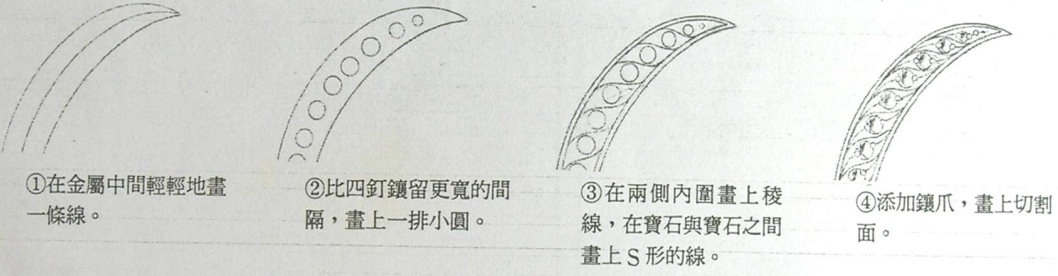 ①在金屬中間輕輕地畫
一條線。
②比四釘鑲留更寬的間
隔，畫上一排小圓。
③在兩側內圍畫上稜
線，在寶石與寶石之間
畫上 S 形的線。
④添加鑲爪，畫上切割
面。